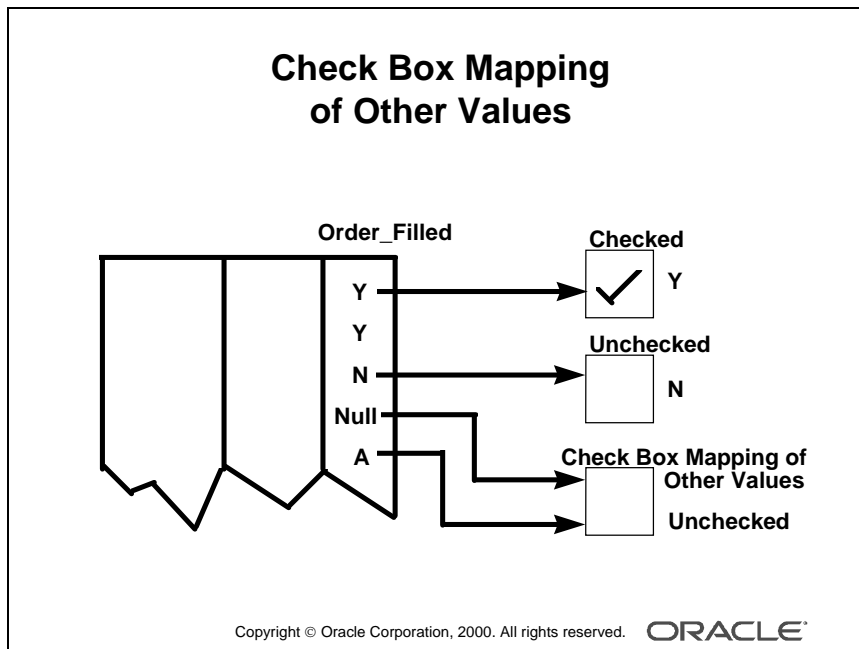 Check Box Mapping
of Other Values
Order_Filled
Y
Y
N
Null
A
Checked
Y
Unchecked
N
Check Box Mapping of
Other Values
Unchecked
Copyright © Oracle Corporation, 2000. All rights reserved.
ORACLE®